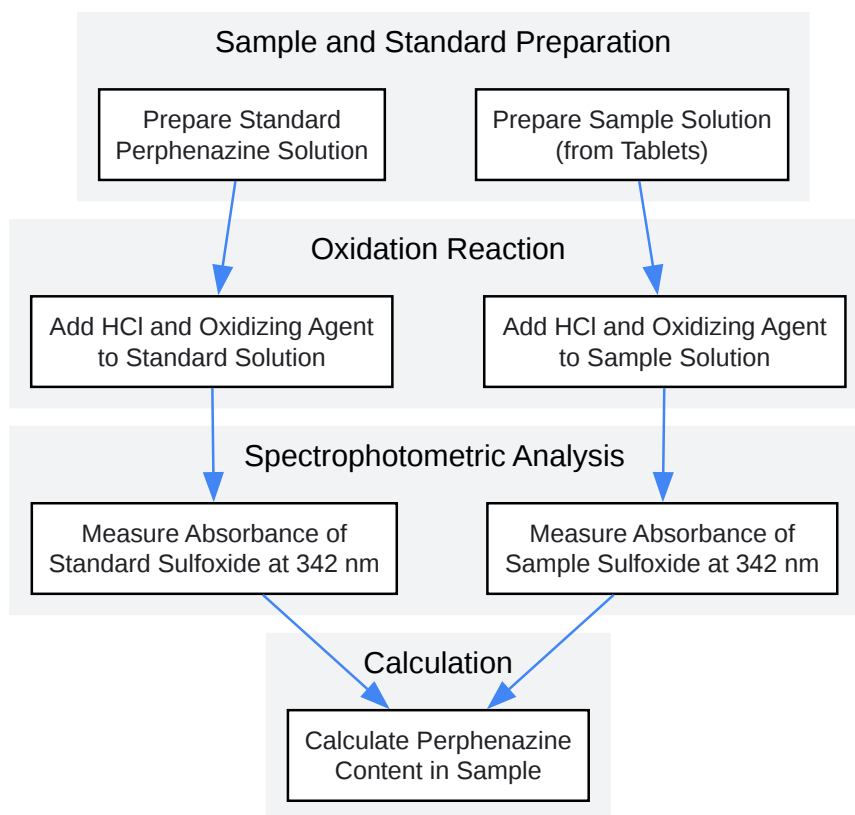 Sample and Standard Preparation
Prepare Standard
Perphenazine Solution
Prepare Sample Solution
(from Tablets)
Oxidation Reaction
Add HCl and Oxidizing Agent
to Standard Solution
Add HCl and Oxidizing Agent
to Sample Solution
Spectrophotometric Analysis
Measure Absorbance of
Standard Sulfoxide at 342 nm
Measure Absorbance of
Sample Sulfoxide at 342 nm
Calculation
Calculate Perphenazine
Content in Sample